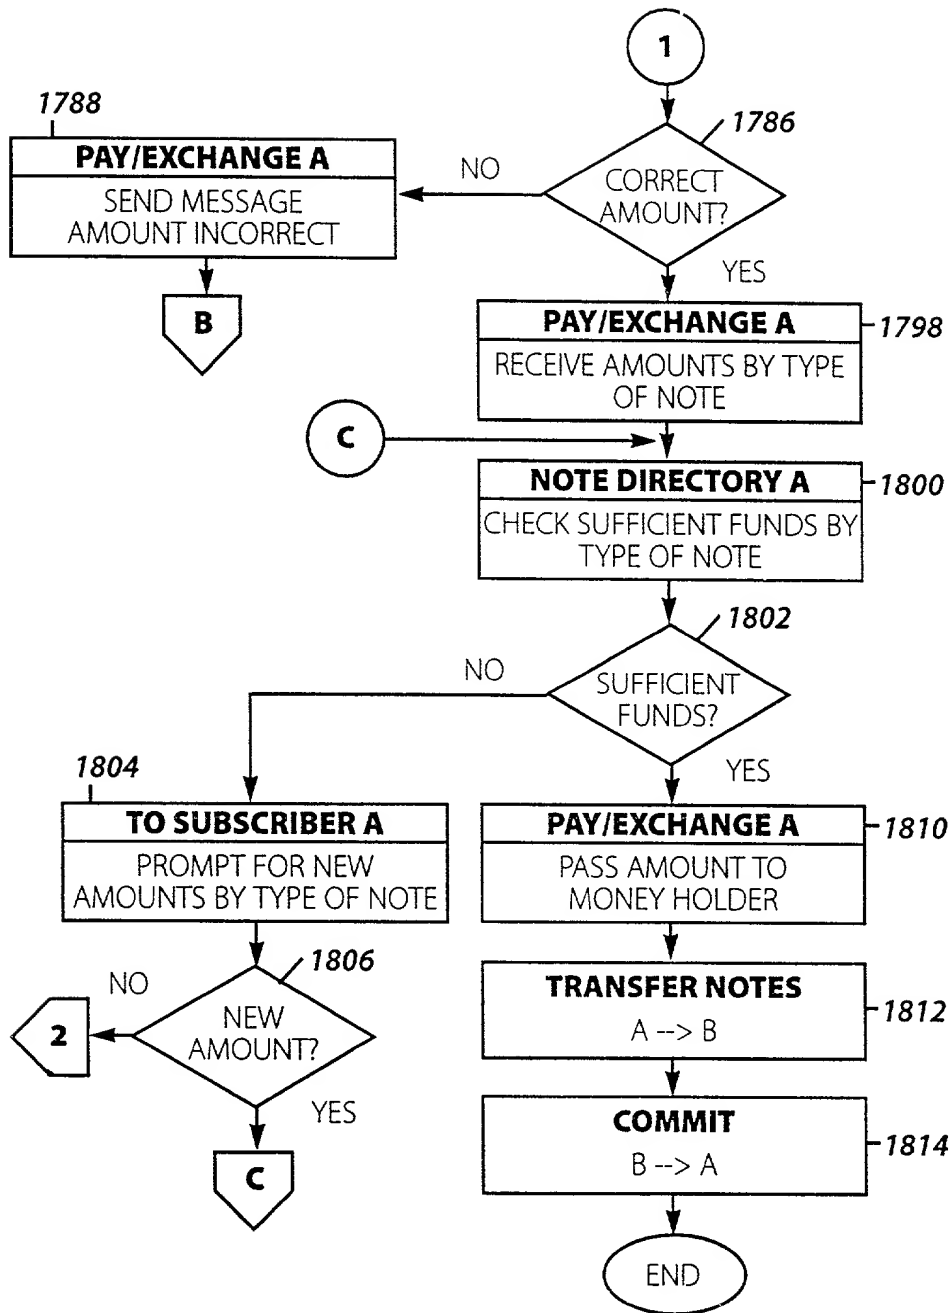 1
1788
1786
PAY/EXCHANGE A
SEND MESSAGE
AMOUNT INCORRECT
NO
CORRECT
AMOUNT?
YES
B
PAY/EXCHANGE A
1798
RECEIVE AMOUNTS BY TYPE
OF NOTE
C
NOTE DIRECTORY A
1800
CHECK SUFFICIENT FUNDS BY
TYPE OF NOTE
1802
NO
SUFFICIENT
FUNDS?
YES
1804
TO SUBSCRIBER A
PROMPT FOR NEW
AMOUNTS BY TYPE OF NOTE
PAY/EXCHANGE A
1810
PASS AMOUNT TO
MONEY HOLDER
1806
NO
NEW
AMOUNT?
2
YES
C
TRANSFER NOTES
A --> B
1812
COMMIT
B --> A
1814
END